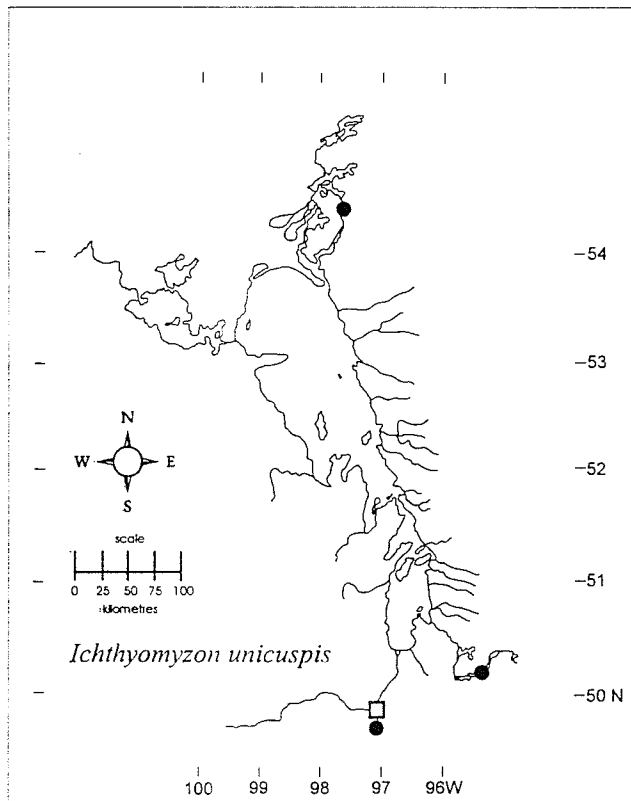 –54
–53
N
W E
S
–52
scale
0 25 50 75 100
kilometres
–51
Ichthyomyzon unicuspis
–50 N
100 99 98 97 96W